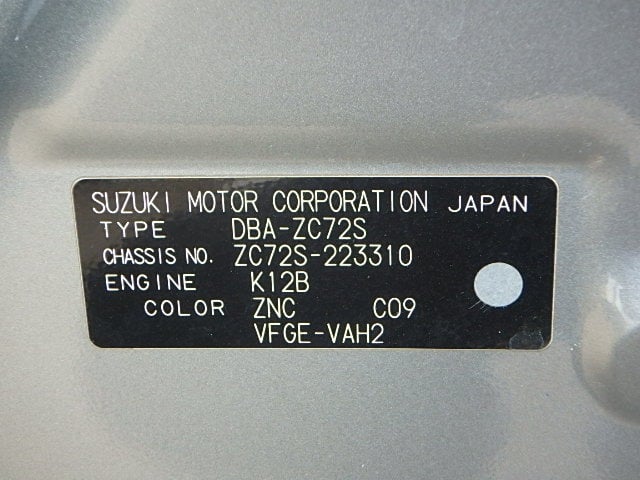 SUZUKI MOTOR CORPORATION JAPAN
TYPE DBA-ZC72S
CHASSIS NO. ZC72S-223310
ENGINE K12B
COLOR ZNC C09
VFGE-VAH2